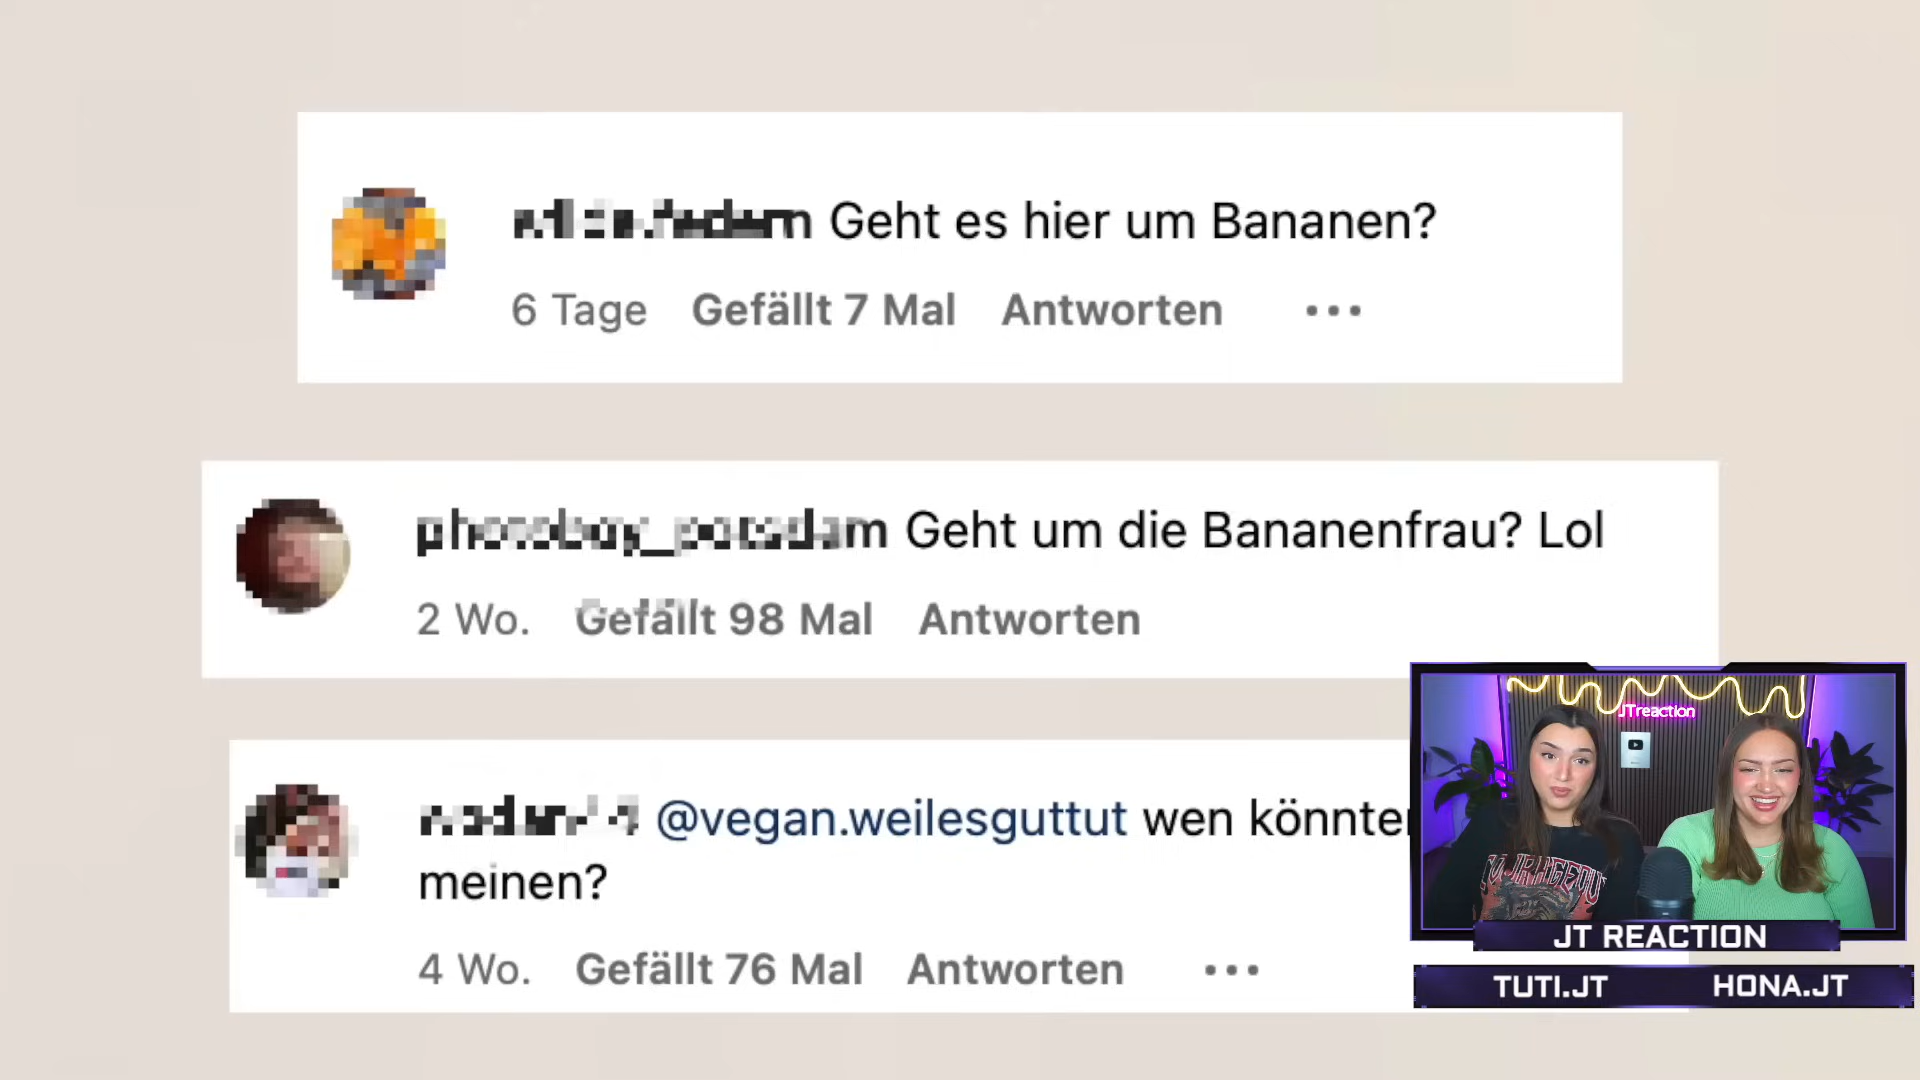 Geht es hier um Bananen?
6 Tage Gefällt 7 Mal Antworten
Geht um die Bananenfrau? Lol
2 Wo. Gefällt 98 Mal Antworten
@vegan.weilesguttut wen
meinen?
4 Wo. Gefällt 76 Mal Antworten
JTreaction
JT REACTION
TUTI.JT HONA.JT